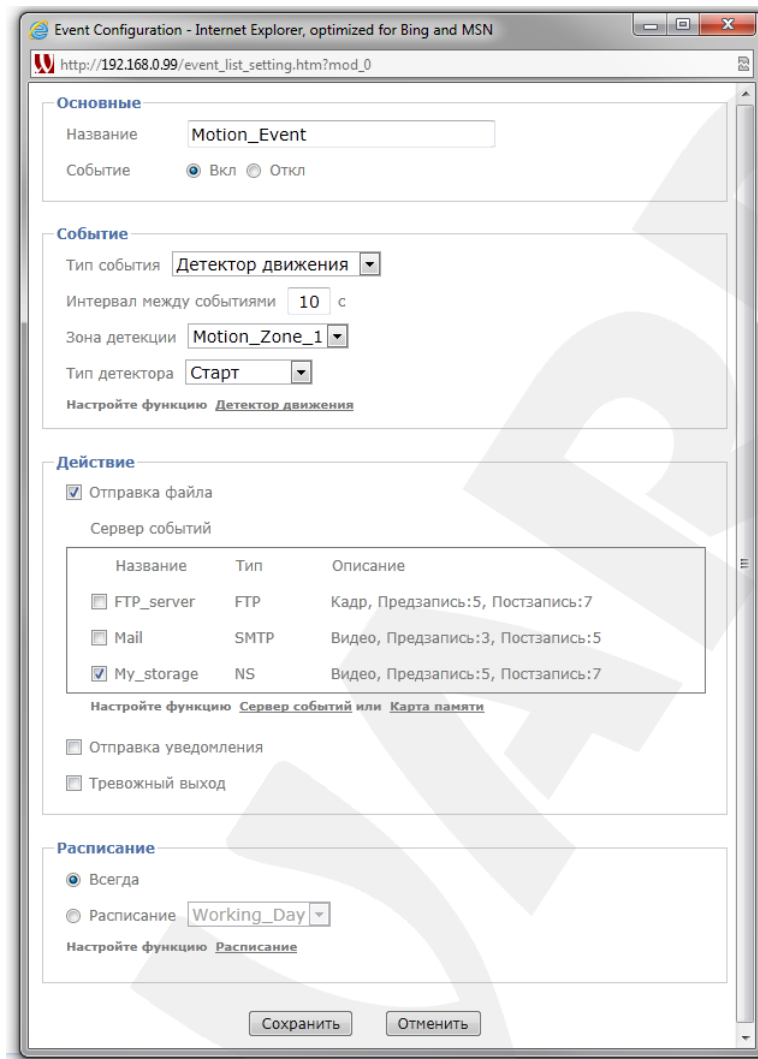 Event Configuration - Internet Explorer, optimized for Bing and MSN
http://192.168.0.99/event_list_setting.htm?mod_0
Основные
Название Motion_Event
Событие Вкл Откл
Событие
Тип события Детектор движения
Интервал между событиями 10 с
Зона детекции Motion_Zone_1
Тип детектора Старт
Настройте функцию Детектор движения
Действие
Отправка файла
Сервер событий
Название Тип Описание
FTP_server FTP Кадр, Предзапись:5, Постзапись:7
Mail SMTP Видео, Предзапись:3, Постзапись:5
My_storage NS Видео, Предзапись:5, Постзапись:7
Настройте функцию Сервер событий или Карта памяти
Отправка уведомления
Тревожный выход
Расписание
Всегда
Расписание Working_Day
Настройте функцию Расписание
Сохранить Отменить